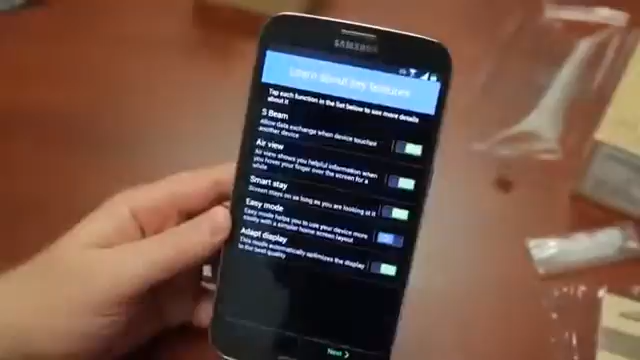 SAMSUNG
Learn about key features
Tap each function in the list below to see more details
about it
S Beam
Allow data exchange when device touches
another device
Air view
Air view shows you helpful information when
you hover your finger over the screen for a
while
Smart stay
Screen stays on as long as you are looking at it
Easy mode
Easy mode helps you to use your device more
easily with a simpler home screen layout
Adapt display
This mode automatically optimizes the display
to the best quality
Next